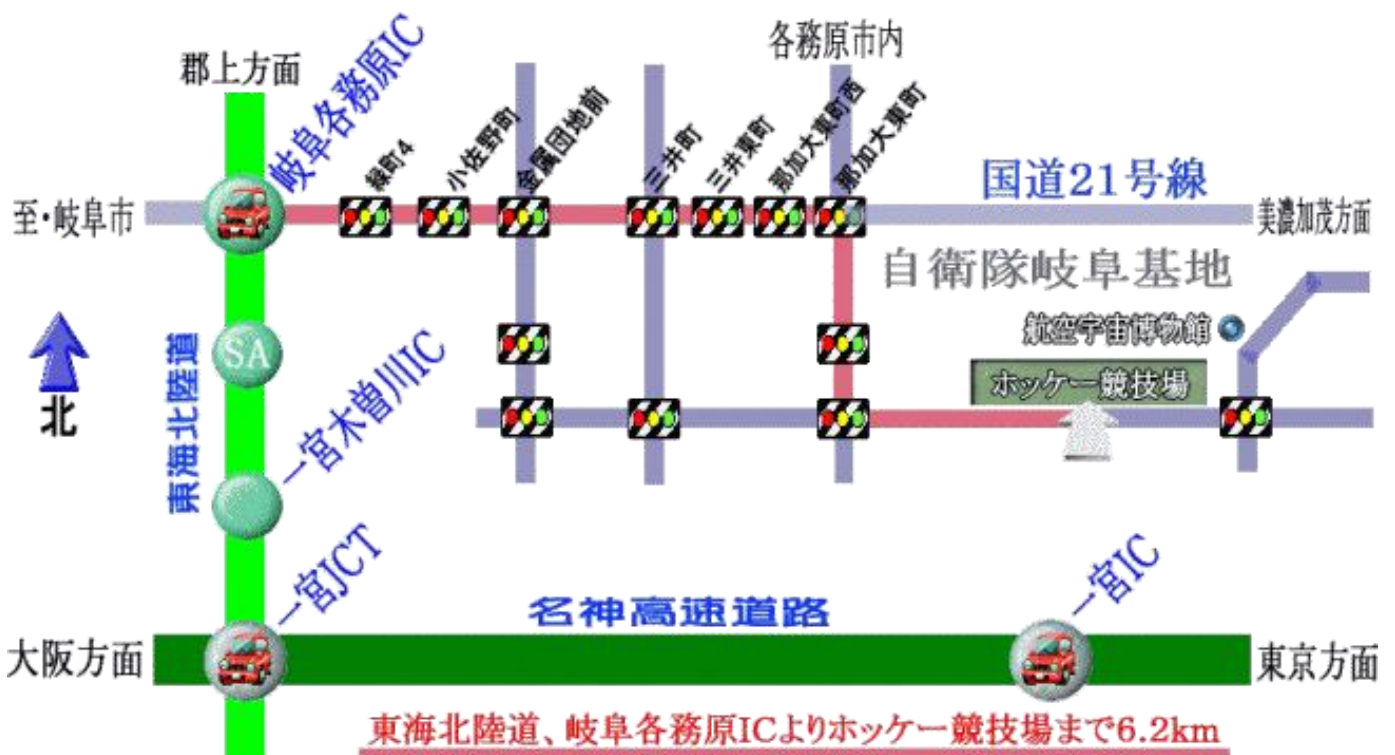 各務原市内
郡上方面
岐阜各務原IC
緑町4
小佐野町
金属団地前
三井町
三井東町
那加大東町西
那加大東町
国道21号線
至・岐阜市
美濃加茂方面
自衛隊岐阜基地
航空宇宙博物館
SA
ホッケー競技場
北
東海北陸道
一宮木曽川IC
一宮JCT
一宮IC
名神高速道路
大阪方面
東京方面
東海北陸道、岐阜各務原ICよりホッケー競技場まで6.2km